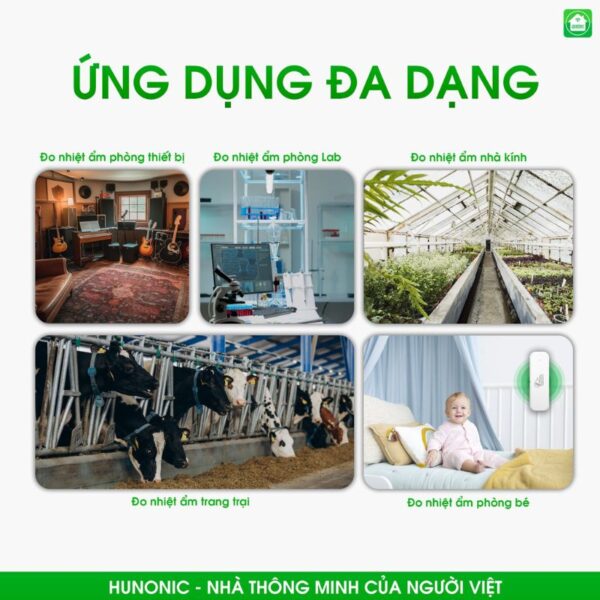 ỨNG DỤNG ĐA DẠNG
Đo nhiệt ẩm phòng thiết bị
Đo nhiệt ẩm phòng Lab
Đo nhiệt ẩm nhà kính
Đo nhiệt ẩm trang trại
Đo nhiệt ẩm phòng bé
HUNONIC - NHÀ THÔNG MINH CỦA NGƯỜI VIỆT